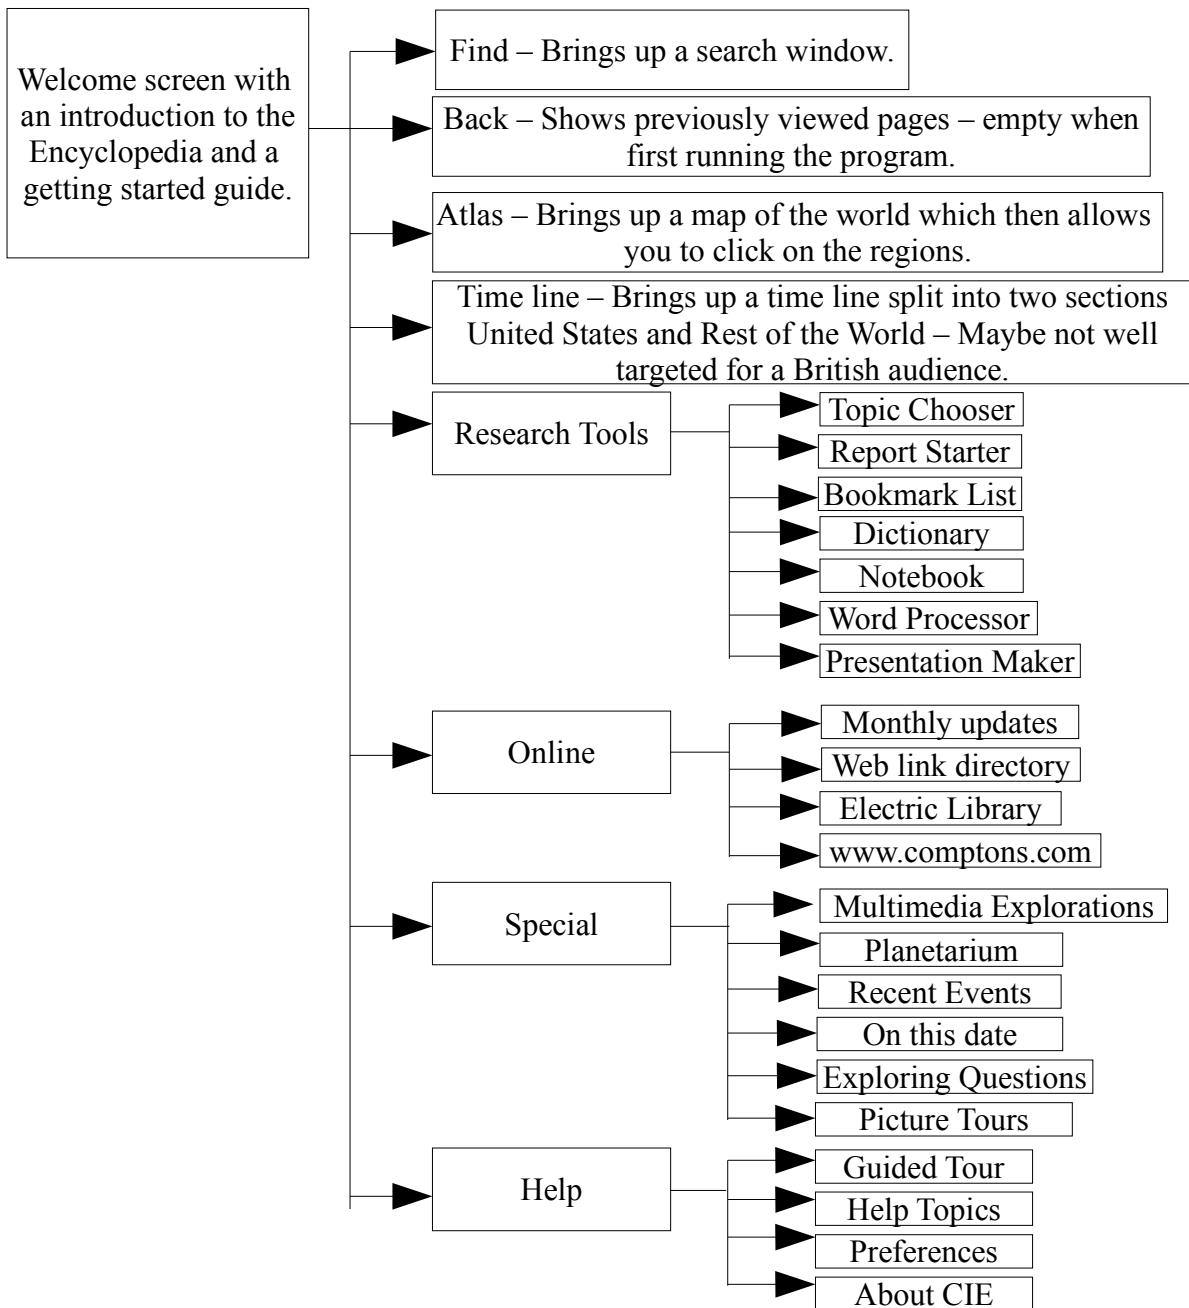 Welcome screen with
an introduction to the
Encyclopedia and a
getting started guide.
Find – Brings up a search window.
Back – Shows previously viewed pages – empty when
first running the program.
Atlas – Brings up a map of the world which then allows
you to click on the regions.
Time line – Brings up a time line split into two sections
United States and Rest of the World – Maybe not well
targeted for a British audience.
Research Tools
Topic Chooser
Report Starter
Bookmark List
Dictionary
Notebook
Word Processor
Presentation Maker
Online
Monthly updates
Web link directory
Electric Library
www.comptons.com
Special
Multimedia Explorations
Planetarium
Recent Events
On this date
Exploring Questions
Picture Tours
Help
Guided Tour
Help Topics
Preferences
About CIE